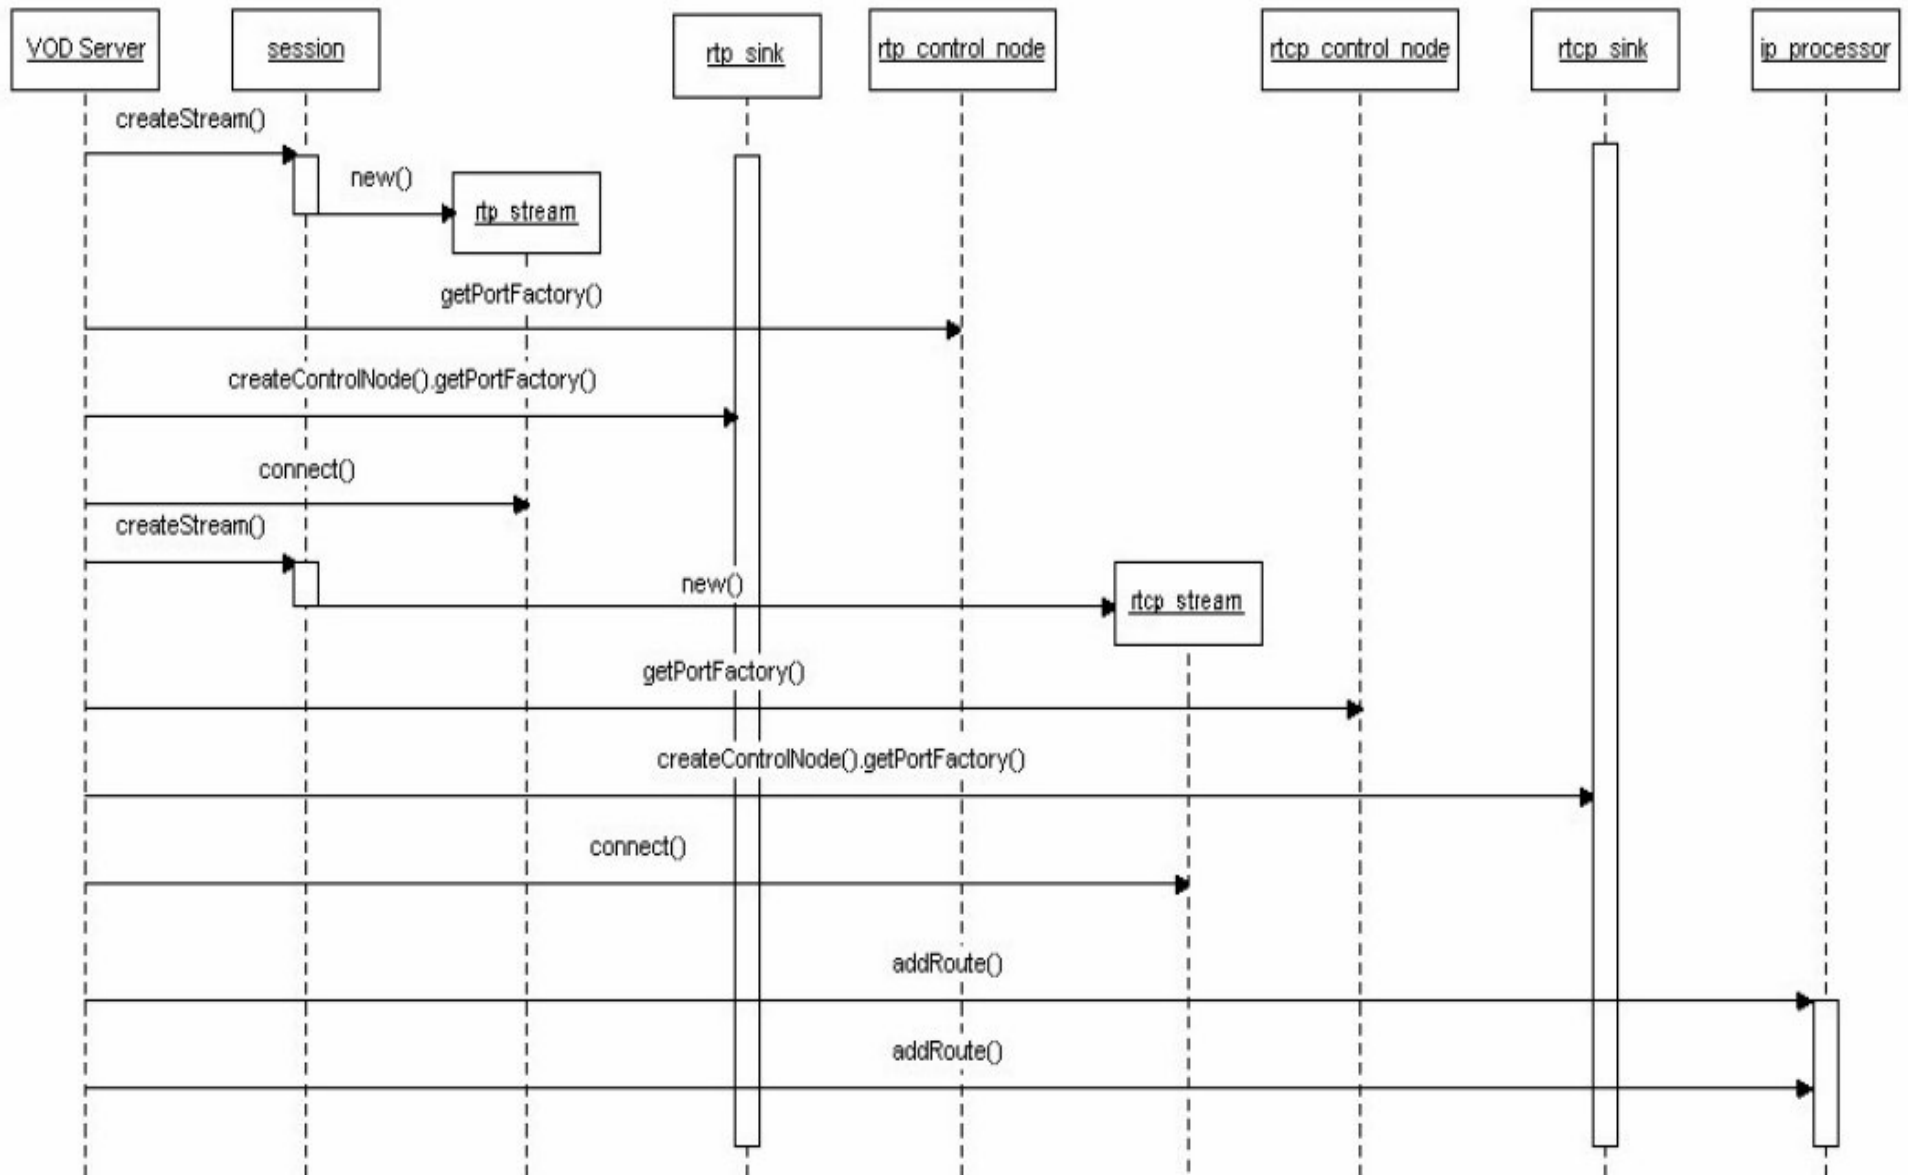 VOD Server
session
rtp_sink
rtp_control_node
rtcp_control_node
rtcp_sink
ip_processor
createStream()
new()
rtp_stream
getPortFactory()
createControlNode().getPortFactory()
connect()
createStream()
new()
rtcp_stream
getPortFactory()
createControlNode().getPortFactory()
connect()
addRoute()
addRoute()